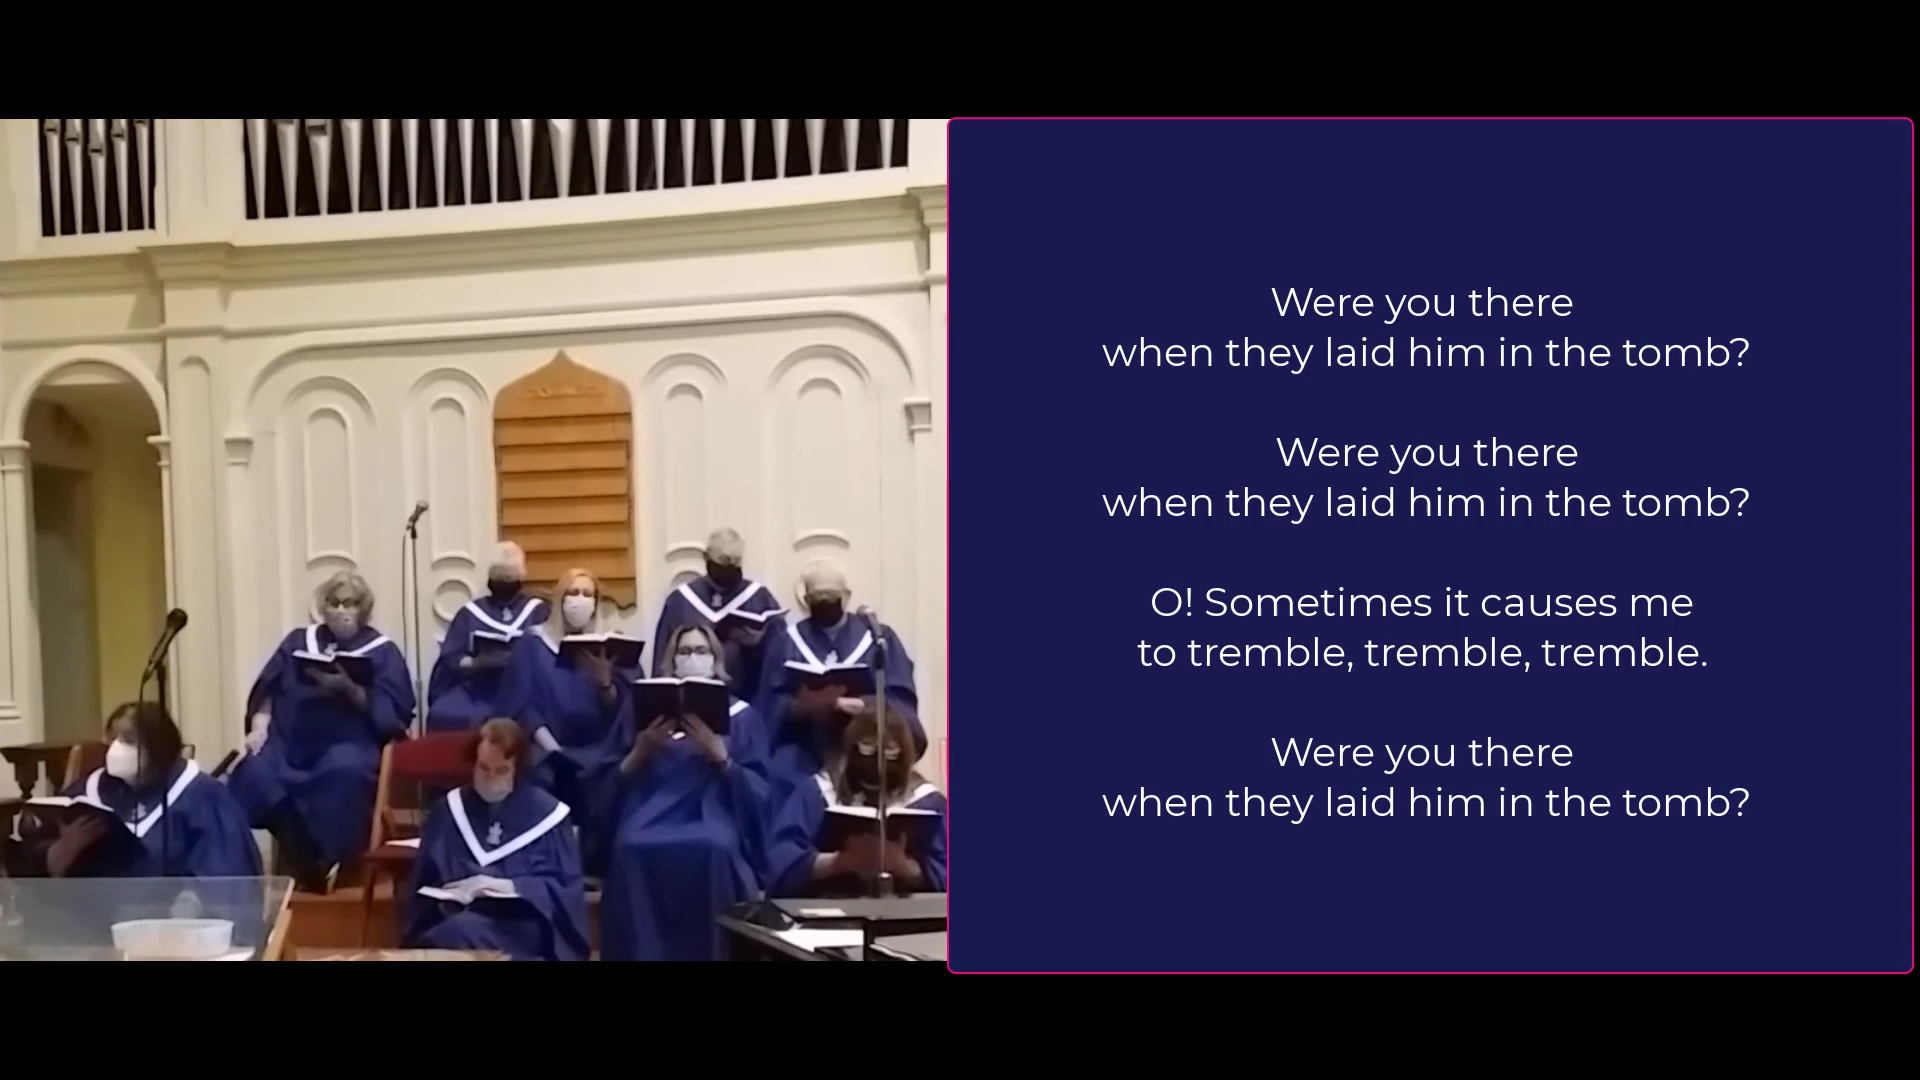 Were you there
when they laid him in the tomb?
Were you there
when they laid him in the tomb?
O! Sometimes it causes me
to tremble, tremble, tremble.
Were you there
when they laid him in the tomb?